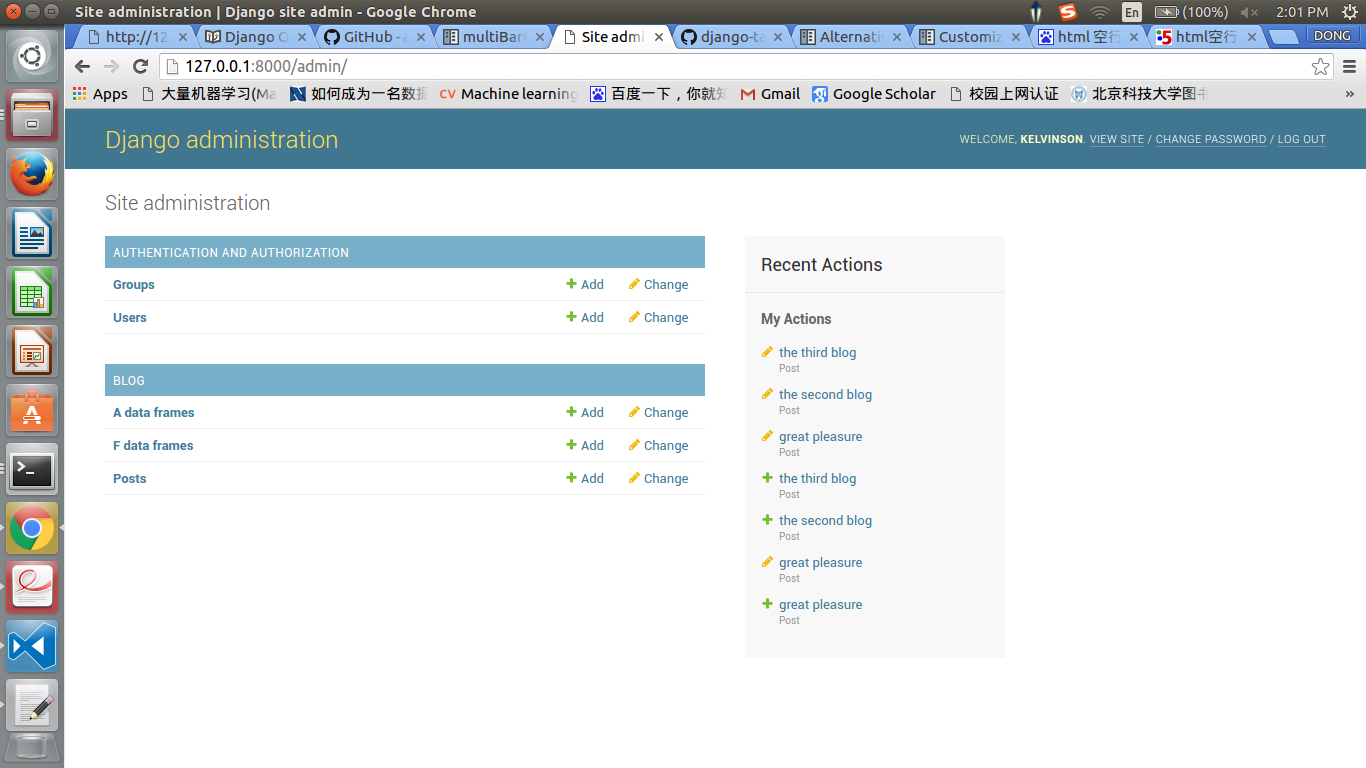 Site administration | Django site admin - Google Chrome
En (100%) 2:01 PM
http://12 Django O GitHub - a multiBar Site adm django-ta Alternati Customiz html 空行 html空行 DONG
127.0.0.1:8000/admin/
Apps 大量机器学习(Ma 如何成为一名数据 CV Machine learning 百度一下，你就知 Gmail Google Scholar 校园上网认证 北京科技大学图书 »
Django administration
WELCOME, KELVINSON. VIEW SITE / CHANGE PASSWORD / LOG OUT
Site administration
AUTHENTICATION AND AUTHORIZATION
Groups Add Change
Users Add Change
BLOG
A data frames Add Change
F data frames Add Change
Posts Add Change
Recent Actions
My Actions
the third blog
Post
the second blog
Post
great pleasure
Post
the third blog
Post
the second blog
Post
great pleasure
Post
great pleasure
Post